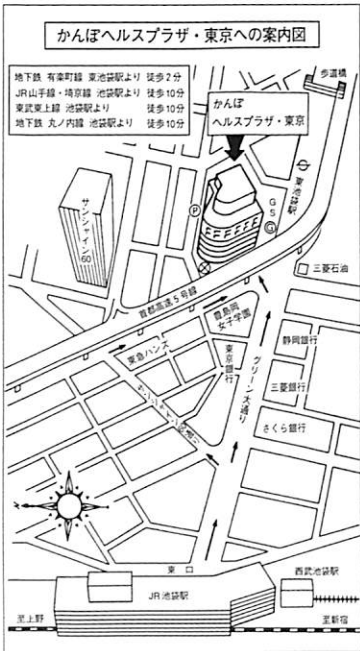 かんぽヘルスプラザ・東京への案内図
地下鉄 有楽町線 東池袋駅より 徒歩2分
JR山手線・埼京線 池袋駅より 徒歩10分
東武東上線 池袋駅より 徒歩10分
地下鉄 丸ノ内線 池袋駅より 徒歩10分
歩道橋
かんぽ
ヘルスプラザ・東京
東池袋駅
サンシャイン60
P
GS
G
三菱石油
首都高速5号線
豊島岡
女子学園
東急ハンズ
東京銀行
静岡銀行
グリーン大通り
三菱銀行
さくら銀行
東口
西武池袋駅
JR池袋駅
至上野
至新宿